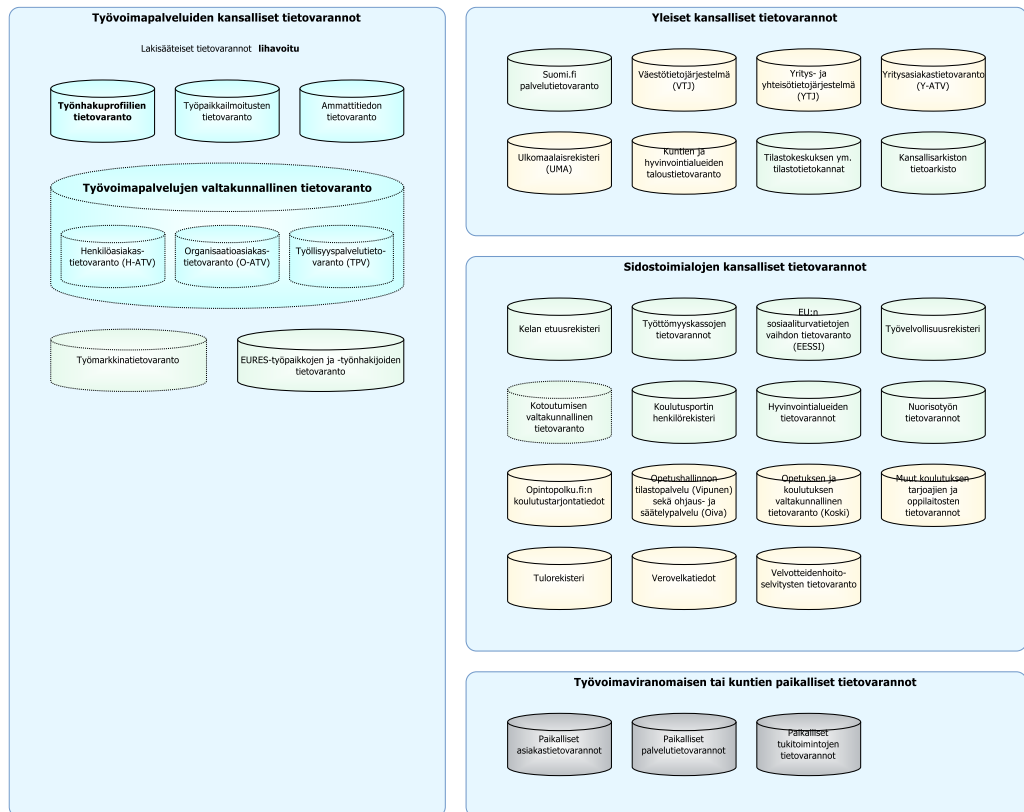 Työvoimapalveluiden kansalliset tietovarannot
Lakisääteiset tietovarannot lihavoitu
Työnhakuprofiilien
tietovaranto
Työpaikkailmoitusten
tietovaranto
Ammattitiedon
tietovaranto
Työvoimapalvelujen valtakunnallinen tietovaranto
Henkilöasiakas-
tietovaranto (H-ATV)
Organisaatioasiakas-
tietovaranto (O-ATV)
Työllisyyspalvelutieto-
varanto (TPV)
Työmarkkinatietovaranto
EURES-työpaikkojen ja -työnhakijoiden
tietovaranto
Yleiset kansalliset tietovarannot
Suomi.fi
palvelutietovaranto
Väestötietojärjestelmä
(VTJ)
Yritys- ja
yhteisötietojärjestelmä
(YTJ)
Yritysasiakastietovaranto
(Y-ATV)
Ulkomaalaisrekisteri
(UMA)
Kuntien ja
hyvinvointialueiden
taloustietovaranto
Tilastokeskuksen ym.
tilastotietokannat
Kansallisarkiston
tietoarkisto
Sidostoimialojen kansalliset tietovarannot
Kelan etuusrekisteri
Työttömyyskassojen
tietovarannot
EU:n
sosiaaliturvatietojen
vaihdon tietovaranto
(EESSI)
Työvelvollisuusrekisteri
Kotoutumisen
valtakunnallinen
tietovaranto
Koulutusportin
henkilörekisteri
Hyvinvointialueiden
tietovarannot
Nuorisotyön
tietovarannot
Opintopolku.fi:n
koulutustarjontatiedot
Opetushallinnon
tilastopalvelu (Vipunen)
sekä ohjaus- ja
säätelypalvelu (Oiva)
Opetuksen ja
koulutuksen
valtakunnallinen
tietovaranto (Koski)
Muut koulutuksen
tarjoajien ja
oppilaitosten
tietovarannot
Tulorekisteri
Verovelkatiedot
Velvotteidenhoito-
selvitysten tietovaranto
Työvoimaviranomaisen tai kuntien paikalliset tietovarannot
Paikalliset
asiakastietovarannot
Paikalliset
palvelutietovarannot
Paikalliset
tukitoimintojen
tietovarannot